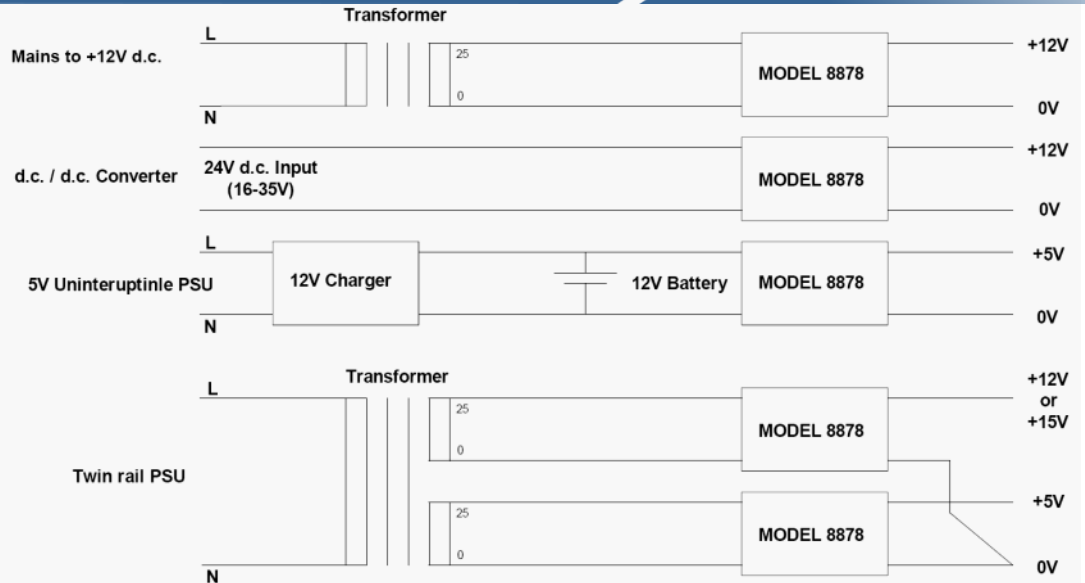 Transformer
L
Mains to +12V d.c.
25
0
N
MODEL 8878
+12V
0V
d.c. / d.c. Converter
24V d.c. Input
(16-35V)
MODEL 8878
+12V
0V
L
5V Uninteruptinle PSU
N
12V Charger
12V Battery
MODEL 8878
+5V
0V
Transformer
L
Twin rail PSU
N
25
0
MODEL 8878
+12V
or
+15V
25
0
MODEL 8878
+5V
0V